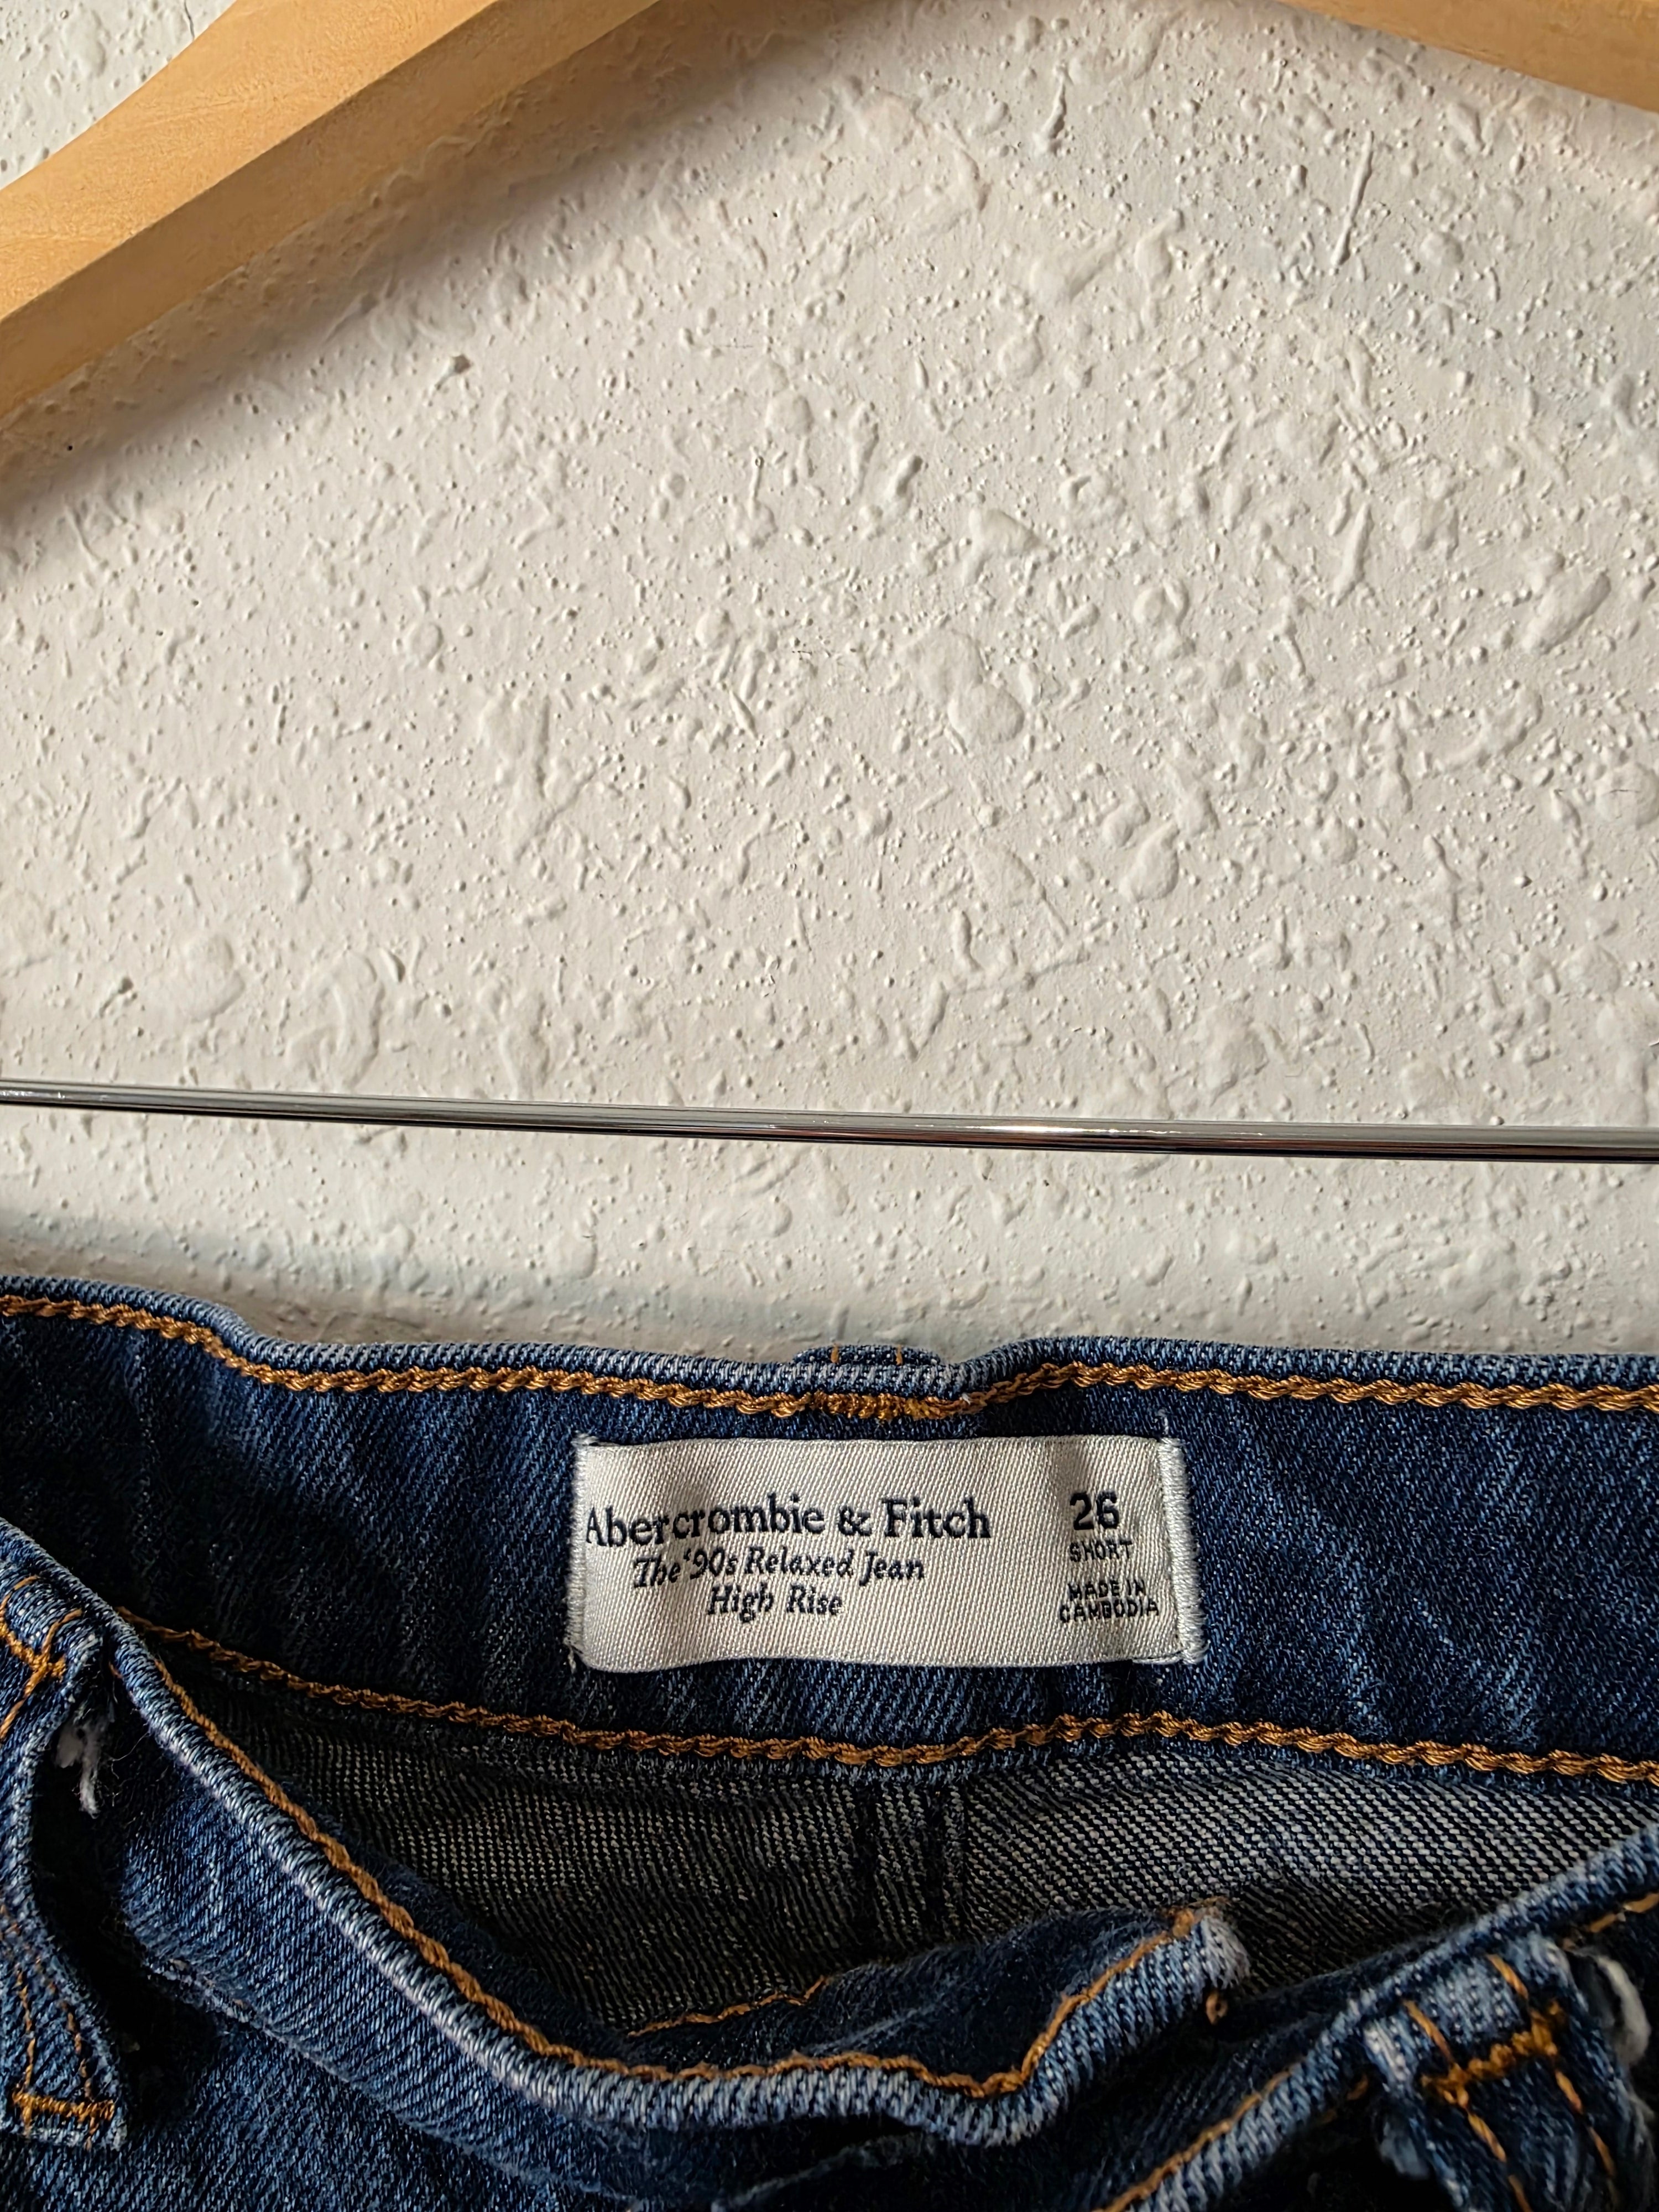 Abercrombie & Fitch
The '90s Relaxed Jean
High Rise
26
SHORT
MADE IN
CAMBODIA